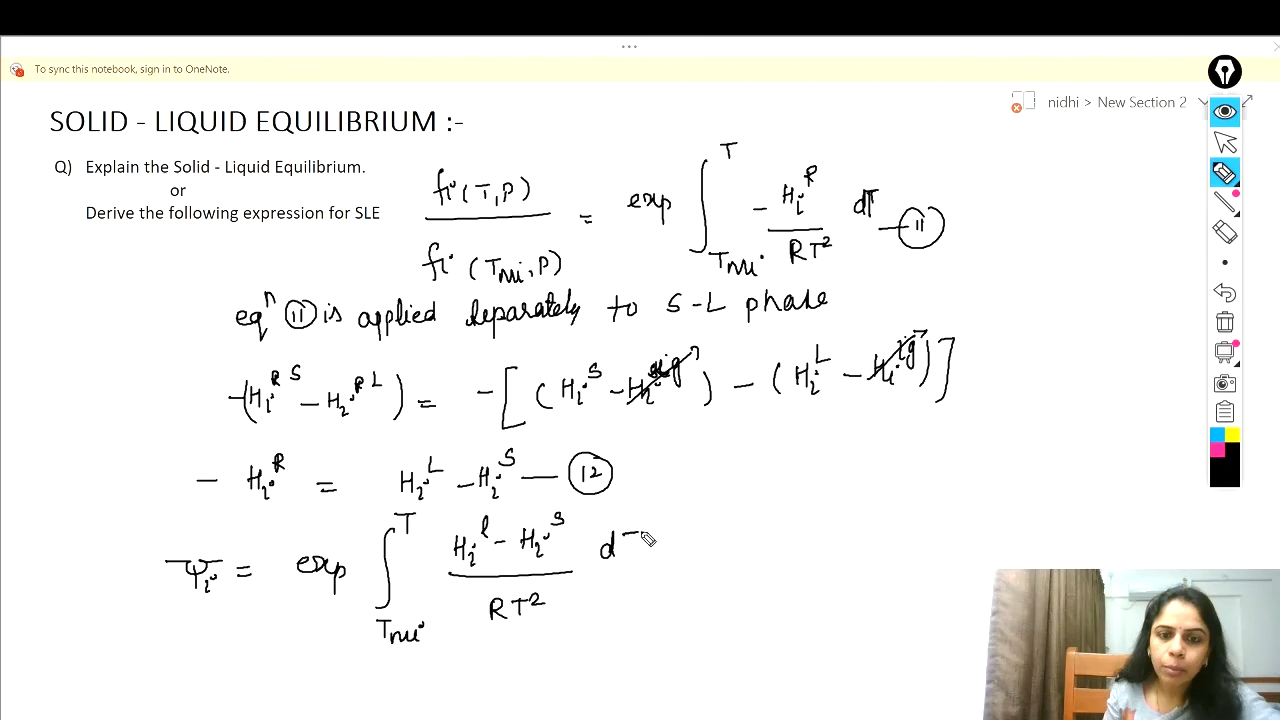 To sync this notebook, sign in to OneNote.
nidhi > New Section 2
SOLID - LIQUID EQUILIBRIUM :-
Q) Explain the Solid - Liquid Equilibrium.
or
Derive the following expression for SLE
fi (T,P) / fi (Tmi,P) = exp ∫ Tmi T - Hi^R / RT² dT — 11
eqⁿ 11 is applied separately to S-L phase
-(Hi^RS - Hi^RL) = - [(Hi^S - Hi^ig) - (Hi^L - Hi^ig)]
- Hi^R = Hi^L - Hi^S — 12
ψi = exp ∫ Tmi T Hi^l - Hi^s / RT² dT